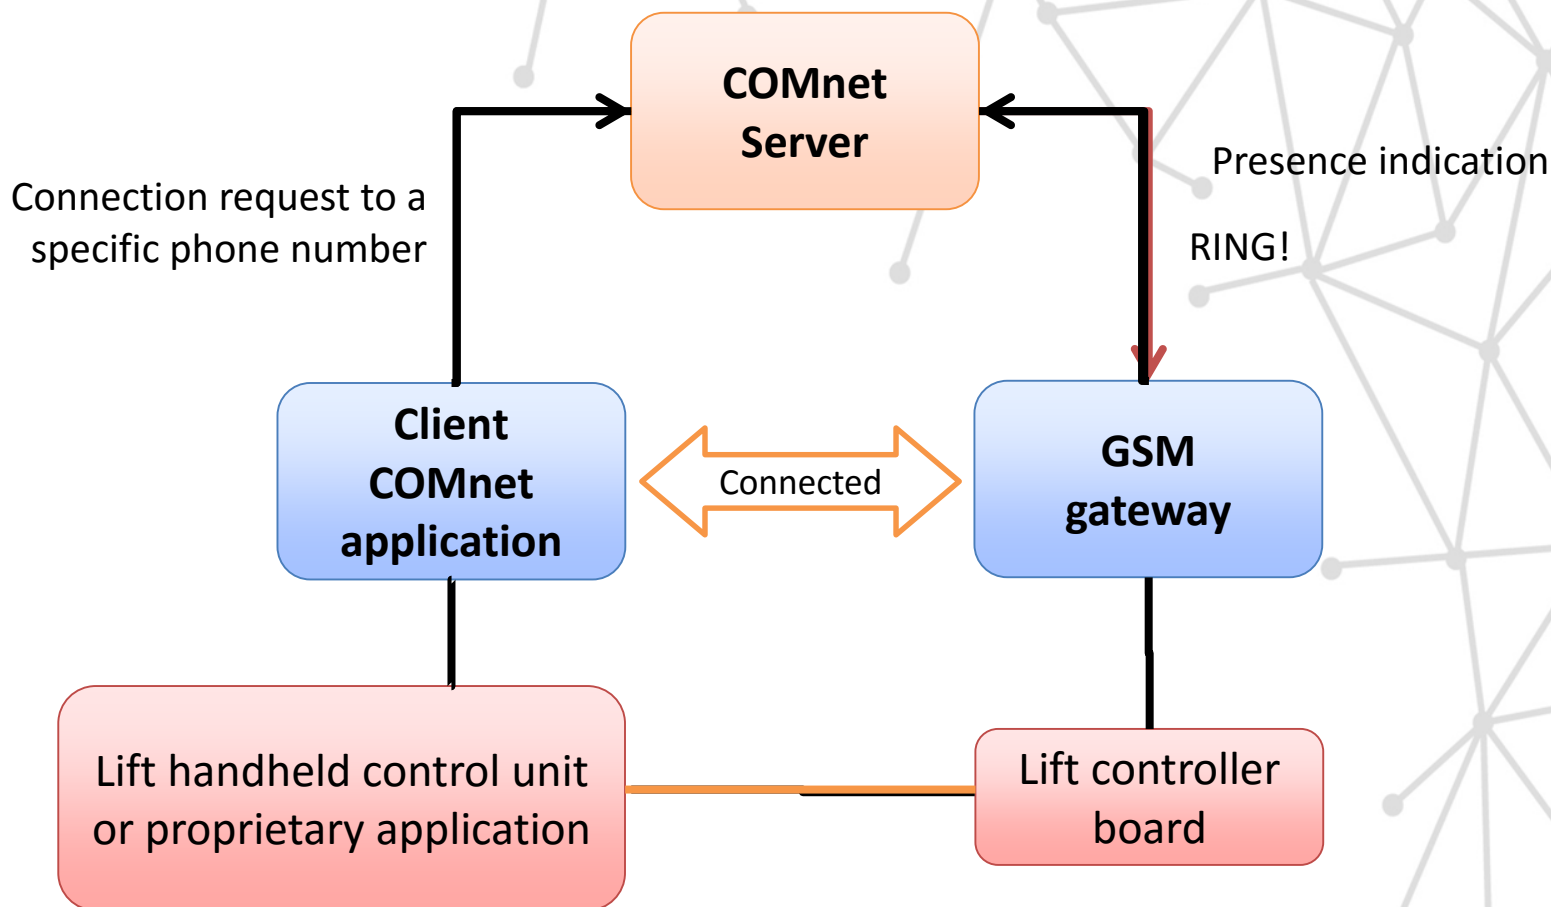 COMnet
Server
Connection request to a
specific phone number
Presence indication
RING!
Client
COMnet
application
Connected
GSM
gateway
Lift handheld control unit
or proprietary application
Lift controller
board